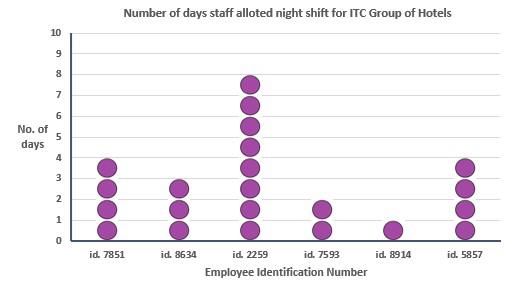 Number of days staff alloted night shift for ITC Group of Hotels
10
9
8
7
6
5
4
3
2
1
0
No. of
days
id. 7851 id. 8634 id. 2259 id. 7593 id. 8914 id. 5857
Employee Identification Number